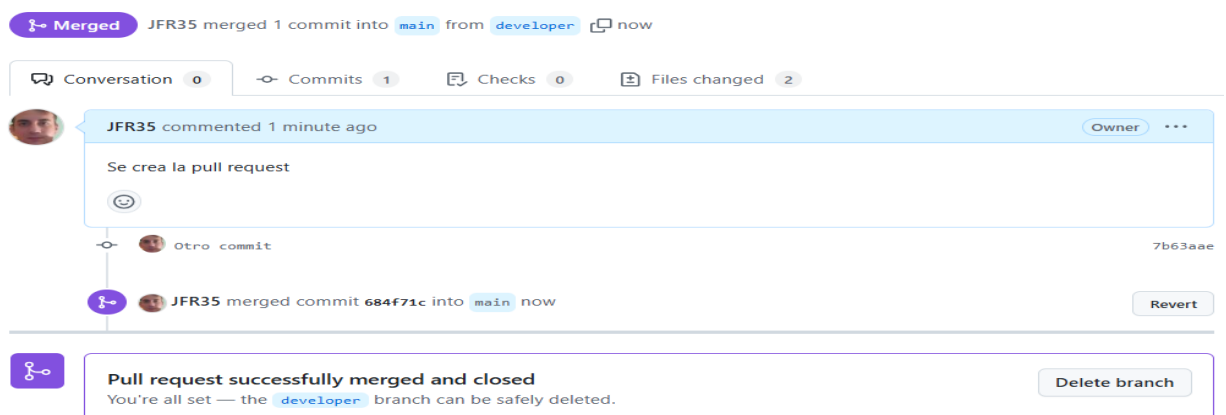 Merged JFR35 merged 1 commit into main from developer now
Conversation 0 Commits 1 Checks 0 Files changed 2
JFR35 commented 1 minute ago Owner ...
Se crea la pull request
Otro commit 7b63aae
JFR35 merged commit 684f71c into main now Revert
Pull request successfully merged and closed Delete branch
You're all set — the developer branch can be safely deleted.